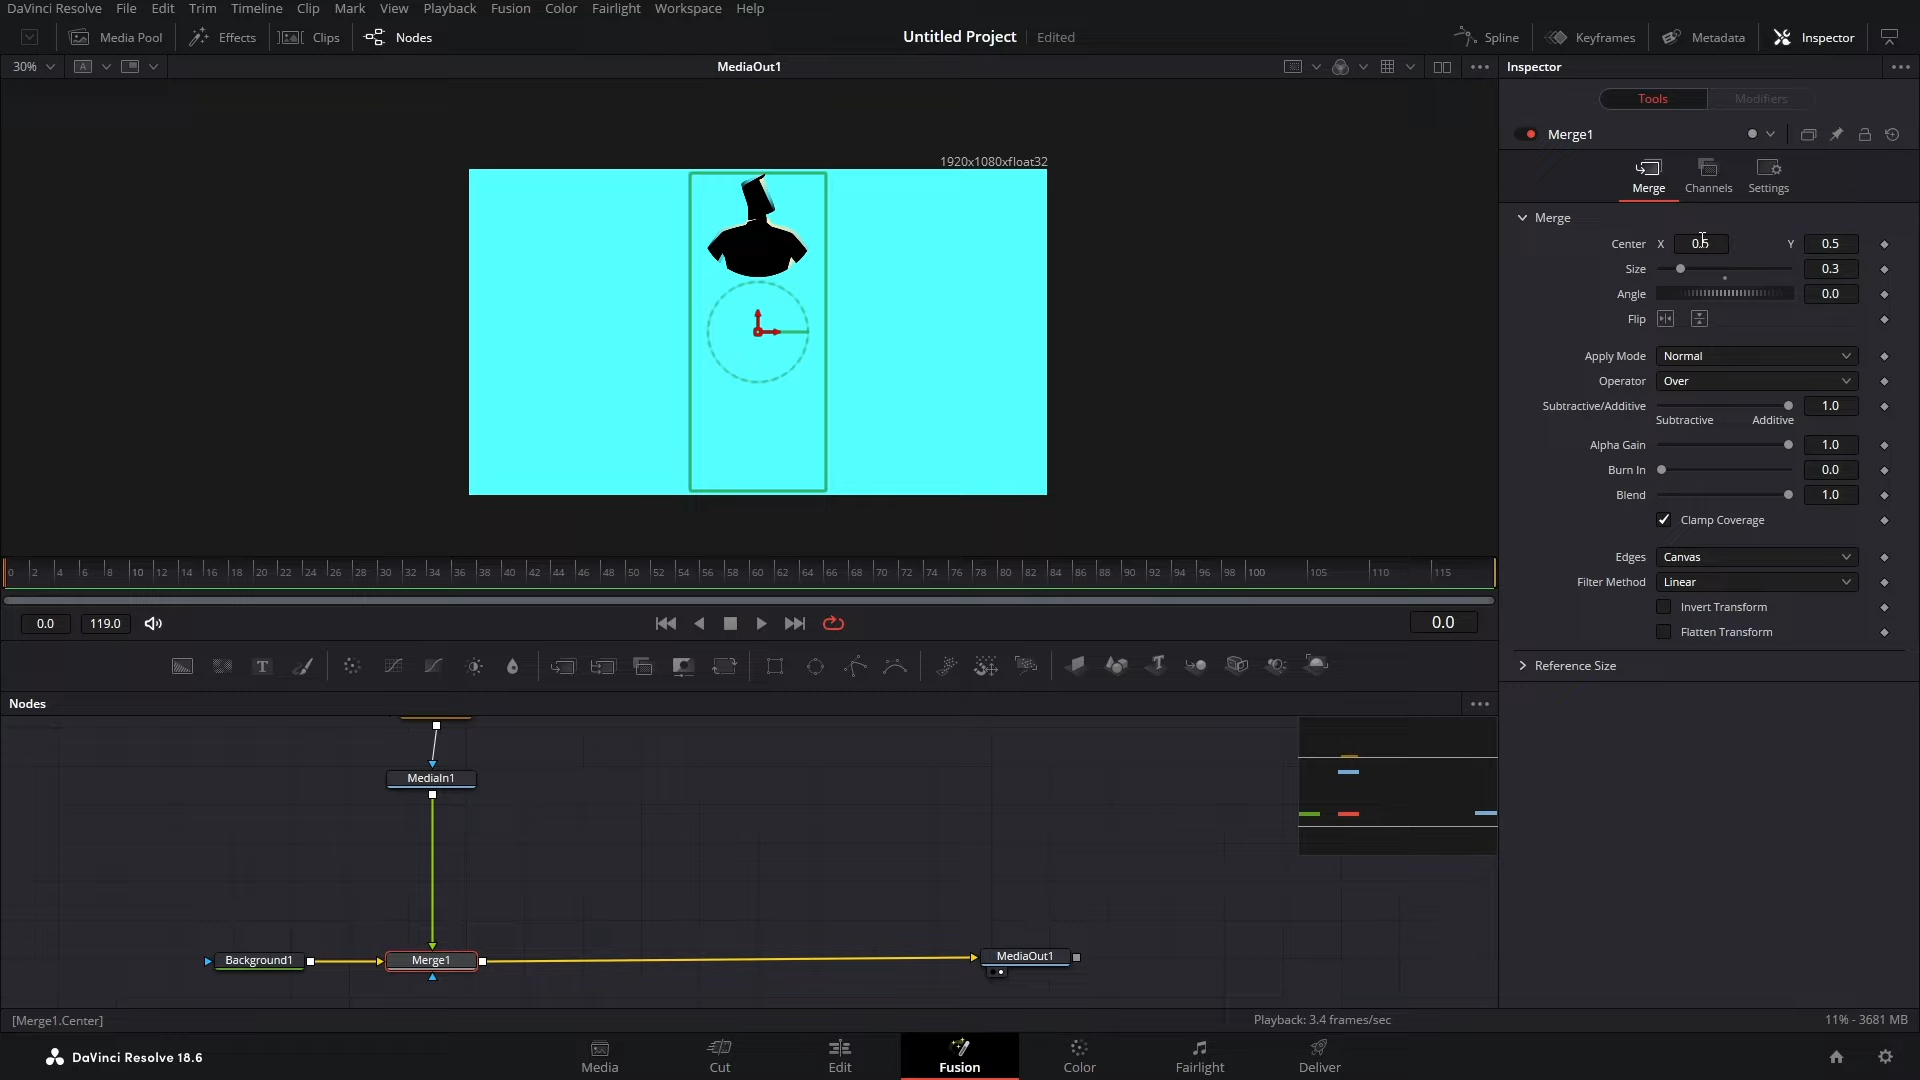 DaVinci Resolve File Edit Trim Timeline Clip Mark View Playback Fusion Color Fairlight Workspace Help
Media Pool Effects Clips Nodes Untitled Project Edited Spline Keyframes Metadata Inspector
30% A MediaOut1 Inspector
Tools Modifiers
Merge1
1920x1080xfloat32
Merge Channels Settings
Merge
Center X 0.5 Y 0.5
Size 0.3
Angle 0.0
Flip
Apply Mode Normal
Operator Over
Subtractive/Additive 1.0
Subtractive Additive
Alpha Gain 1.0
Burn In 0.0
Blend 1.0
Clamp Coverage
Edges Canvas
Filter Method Linear
Invert Transform
Flatten Transform
Reference Size
0 2 4 6 8 10 12 14 16 18 20 22 24 26 28 30 32 34 36 38 40 42 44 46 48 50 52 54 56 58 60 62 64 66 68 70 72 74 76 78 80 82 84 86 88 90 92 94 96 98 100 105 110 115
0.0 119.0 0.0
T
Nodes
MediaIn1
Background1 Merge1 MediaOut1
[Merge1.Center] Playback: 3.4 frames/sec 11% - 3681 MB
DaVinci Resolve 18.6 Media Cut Edit Fusion Color Fairlight Deliver